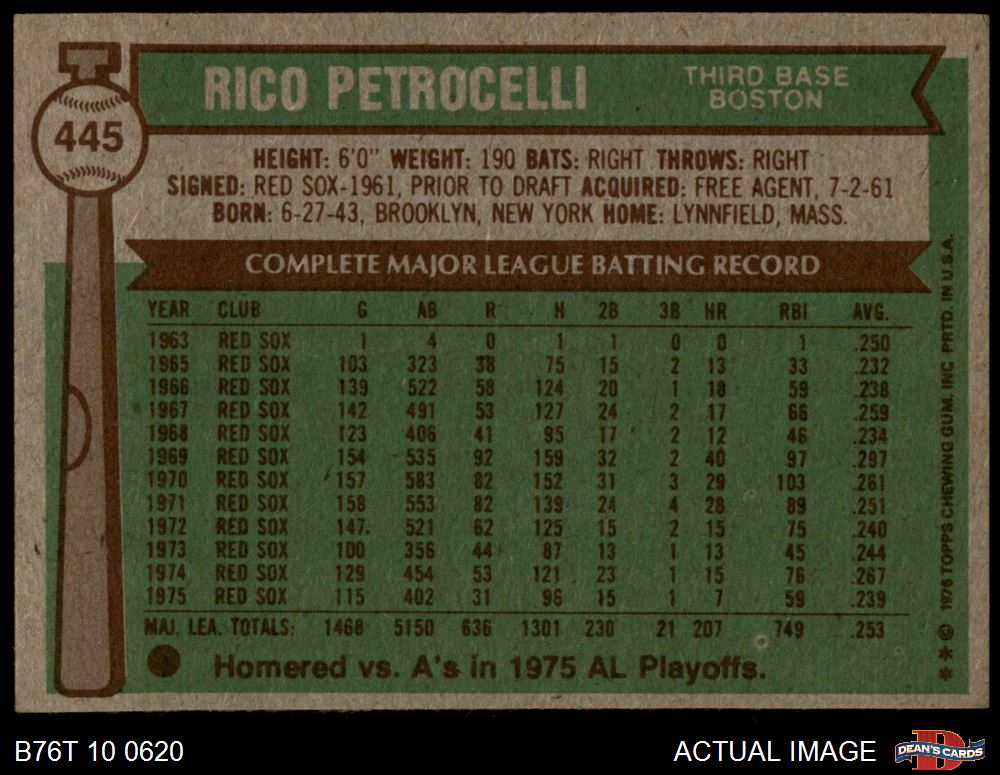 RICO PETROCELLI
THIRD BASE
BOSTON
445
HEIGHT: 6'0" WEIGHT: 190 BATS: RIGHT THROWS: RIGHT
SIGNED: RED SOX-1961, PRIOR TO DRAFT ACQUIRED: FREE AGENT, 7-2-61
BORN: 6-27-43, BROOKLYN, NEW YORK HOME: LYNNFIELD, MASS.
COMPLETE MAJOR LEAGUE BATTING RECORD
YEAR CLUB G AB R H 2B 3B HR RBI AVG.
1963 RED SOX 1 4 0 1 1 0 0 1 .250
1965 RED SOX 103 323 38 75 15 2 13 33 .232
1966 RED SOX 139 522 58 124 20 1 18 59 .238
1967 RED SOX 142 491 53 127 24 2 17 66 .259
1968 RED SOX 123 406 41 95 17 2 12 46 .234
1969 RED SOX 154 535 92 159 32 2 40 97 .297
1970 RED SOX 157 583 82 152 31 3 29 103 .261
1971 RED SOX 158 553 82 139 24 4 28 89 .251
1972 RED SOX 147 521 62 125 15 2 15 75 .240
1973 RED SOX 100 356 44 87 13 1 13 45 .244
1974 RED SOX 129 454 53 121 23 1 15 76 .267
1975 RED SOX 115 402 31 96 15 1 7 59 .239
MAJ. LEA. TOTALS: 1468 5150 636 1301 230 21 207 749 .253
Homered vs. A's in 1975 AL Playoffs.
* * © 1976 TOPPS CHEWING GUM, INC PRTD. IN U.S.A.
B76T 10 0620
ACTUAL IMAGE
DEAN'S CARDS